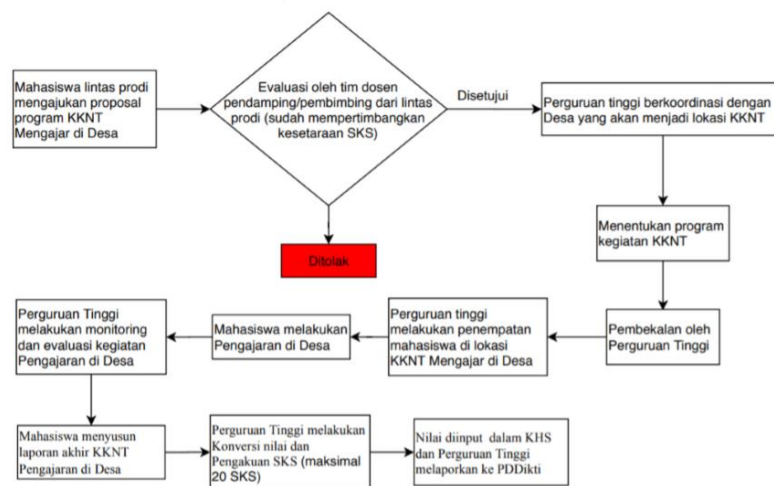 Mahasiswa lintas prodi
mengajukan proposal
program KKNT
Mengajar di Desa
Evaluasi oleh tim dosen
pendamping/pembimbing dari lintas
prodi (sudah mempertimbangkan
kesetaraan SKS)
Disetujui
Perguruan tinggi berkoordinasi dengan
Desa yang akan menjadi lokasi KKNT
Ditolak
Menentukan program
kegiatan KKNT
Pembekalan oleh
Perguruan Tinggi
Perguruan tinggi
melakukan penempatan
mahasiswa di lokasi
KKNT Mengajar di Desa
Mahasiswa melakukan
Pengajaran di Desa
Perguruan Tinggi
melakukan monitoring
dan evaluasi kegiatan
Pengajaran di Desa
Mahasiswa menyusun
laporan akhir KKNT
Pengajaran di Desa
Perguruan Tinggi melakukan
Konversi nilai dan
Pengakuan SKS (maksimal
20 SKS)
Nilai diinput dalam KHS
dan Perguruan Tinggi
melaporkan ke PDDikti